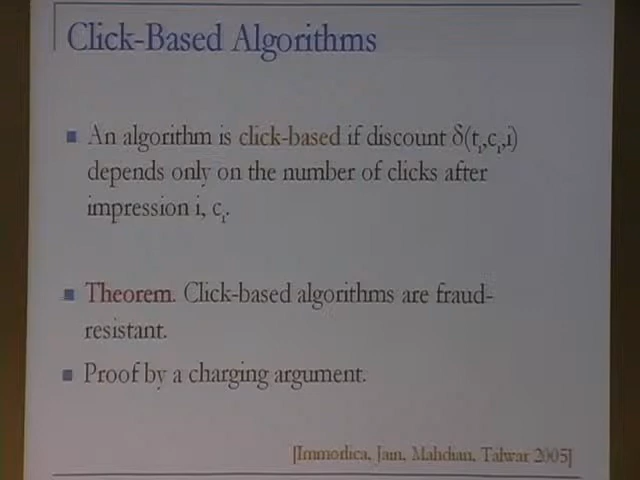 Click-Based Algorithms
An algorithm is click-based if discount δ(tᵢ,cᵢ,i)
depends only on the number of clicks after
impression i, cᵢ.
Theorem. Click-based algorithms are fraud-
resistant.
Proof by a charging argument.
[Immodica, Jain, Mahdian, Talwar 2005]